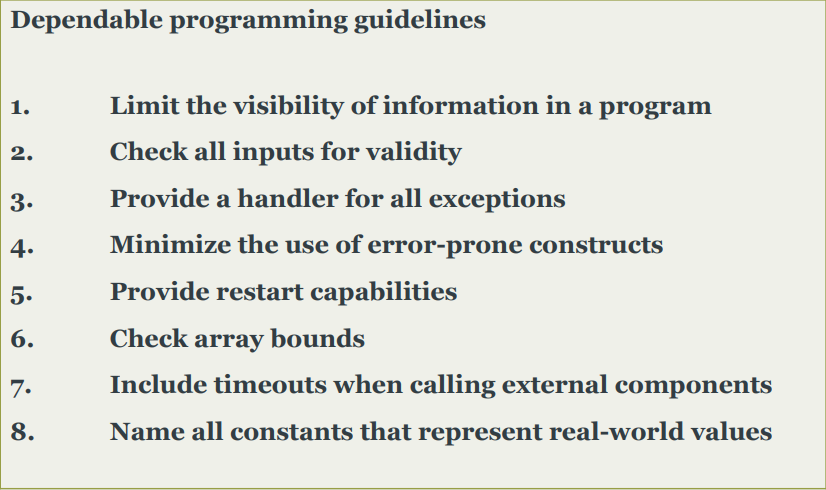 Dependable programming guidelines
1. Limit the visibility of information in a program
2. Check all inputs for validity
3. Provide a handler for all exceptions
4. Minimize the use of error-prone constructs
5. Provide restart capabilities
6. Check array bounds
7. Include timeouts when calling external components
8. Name all constants that represent real-world values